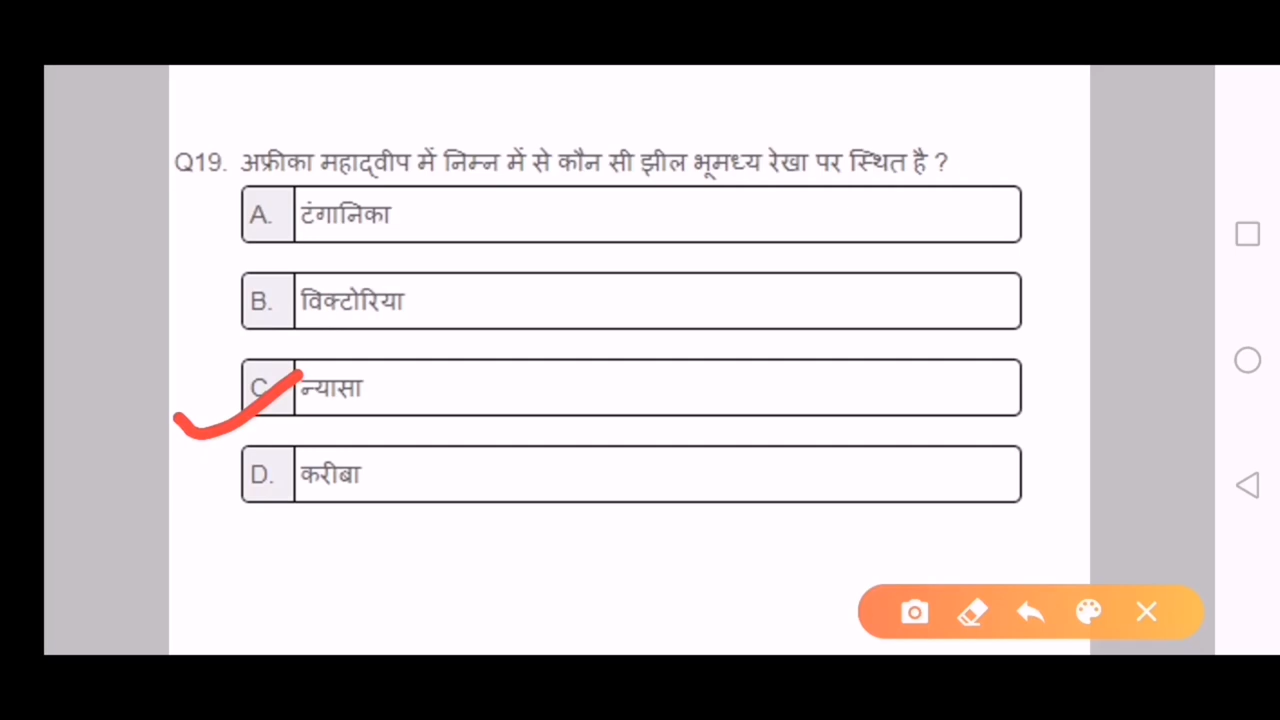 Q19. अफ्रीका महाद्वीप में निम्न में से कौन सी झील भूमध्य रेखा पर स्थित है ?
A. टंगानिका
B. विक्टोरिया
C. न्यासा
D. करीबा